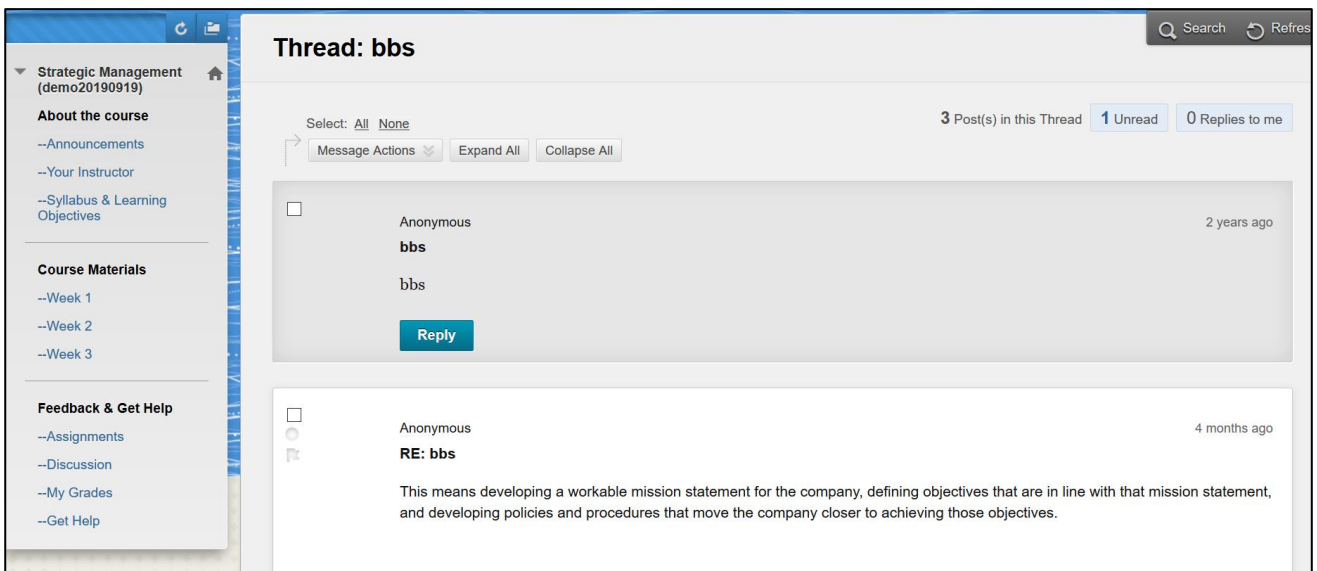 Search
Refres
Thread: bbs
Strategic Management
(demo20190919)
About the course
--Announcements
--Your Instructor
--Syllabus & Learning
Objectives
Course Materials
--Week 1
--Week 2
--Week 3
Feedback & Get Help
--Assignments
--Discussion
--My Grades
--Get Help
3 Post(s) in this Thread 1 Unread 0 Replies to me
Select: All None
Message Actions Expand All Collapse All
Anonymous 2 years ago
bbs
bbs
Reply
Anonymous 4 months ago
RE: bbs
This means developing a workable mission statement for the company, defining objectives that are in line with that mission statement,
and developing policies and procedures that move the company closer to achieving those objectives.